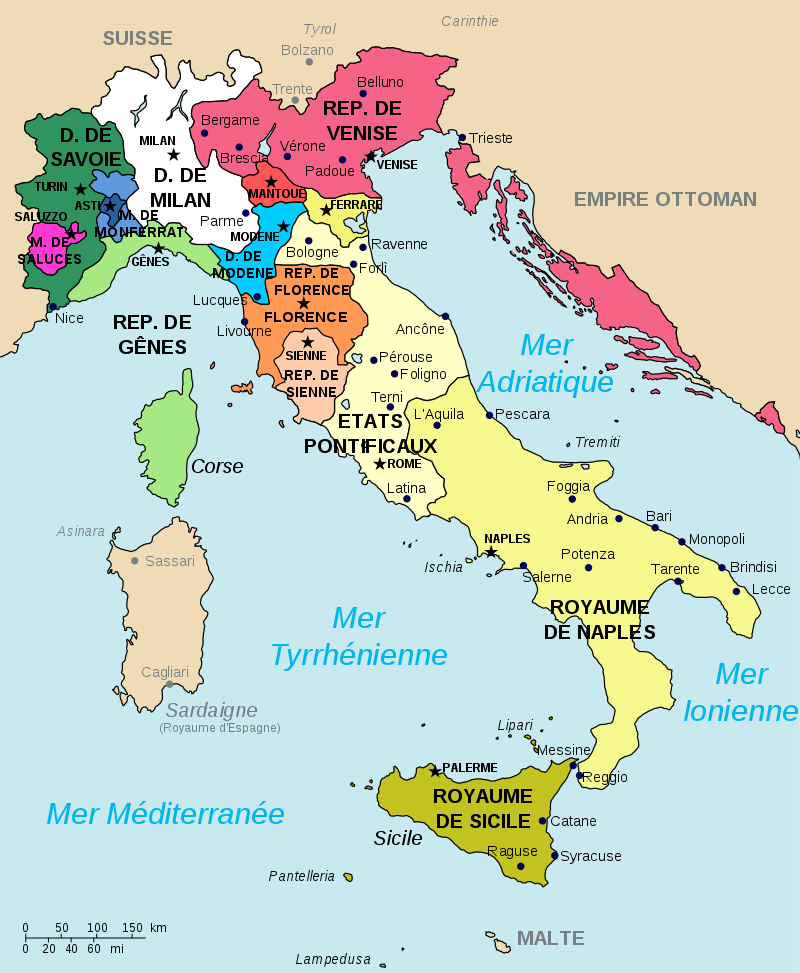 Carinthie
Tyrol
SUISSE
Bolzano
Belluno
Trente
REP. DE
VENISE
Bergame
Trieste
D. DE
SAVOIE
MILAN
Vérone
Brescia
Padoue
VENISE
D. DE
MILAN
TURIN
MANTOUE
EMPIRE OTTOMAN
ASTI
FERRARE
SALUZZO
M. DE
MONFERRAT
Parme
MODENE
M. DE
SALUCES
Ravenne
Bologne
GÊNES
D. DE
MODENE
Forlì
REP. DE
FLORENCE
Lucques
Nice
FLORENCE
REP. DE
GÊNES
Livourne
Ancône
SIENNE
Mer
Adriatique
Pérouse
REP. DE
SIENNE
Foligno
Terni
ETATS
PONTIFICAUX
L'Aquila
Pescara
Tremiti
Corse
ROME
Latina
Foggia
Asinara
Andria
Bari
NAPLES
Monopoli
Sassari
Ischia
Potenza
Brindisi
Salerne
Tarente
Lecce
ROYAUME
DE NAPLES
Mer
Tyrrhénienne
Cagliari
Mer
Ionienne
Sardaigne
(Royaume d'Espagne)
Lipari
Messine
PALERME
Reggio
ROYAUME
DE SICILE
Mer Méditerranée
Catane
Sicile
Raguse
Syracuse
Pantelleria
0 50 100 150 km
0 20 40 60 mi
MALTE
Lampedusa